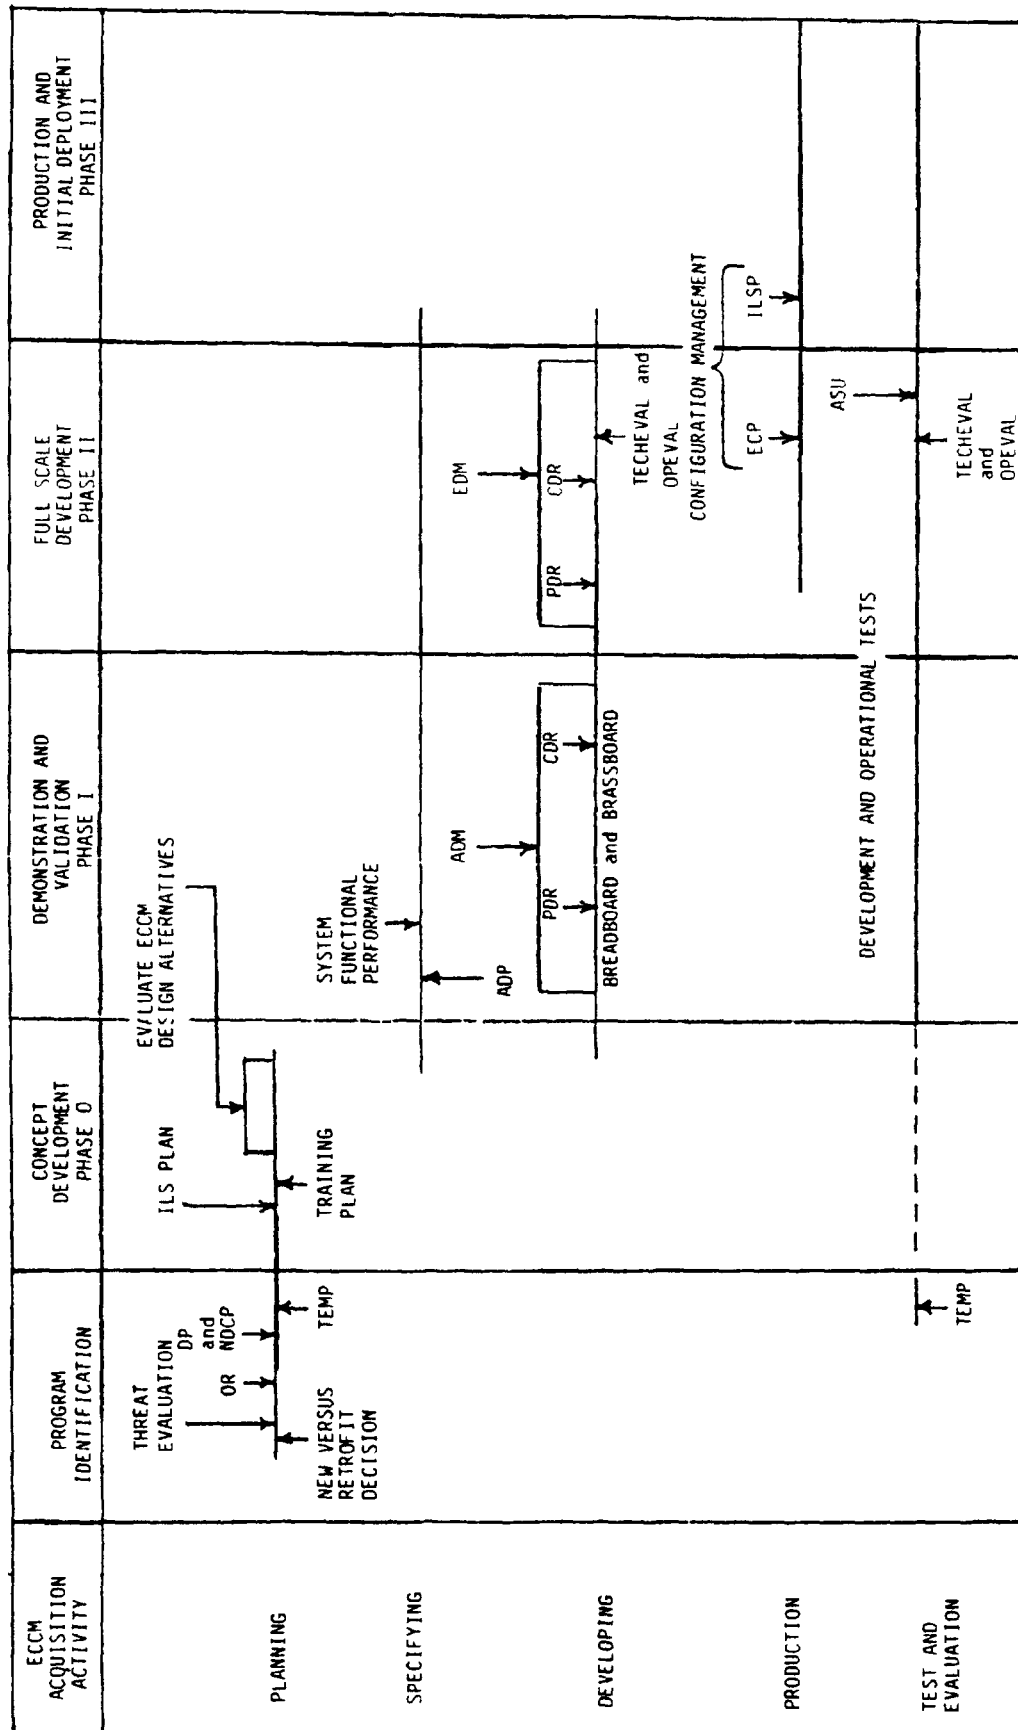 ECCM
ACQUISITION
ACTIVITY
PROGRAM
IDENTIFICATION
CONCEPT
DEVELOPMENT
PHASE 0
DEMONSTRATION AND
VALIDATION
PHASE I
FULL SCALE
DEVELOPMENT
PHASE II
PRODUCTION AND
INITIAL DEPLOYMENT
PHASE III
PLANNING
THREAT
EVALUATION
OR
DP
and
NDCP
NEW VERSUS
RETROFIT
DECISION
TEMP
ILS PLAN
TRAINING
PLAN
EVALUATE ECCM
DESIGN ALTERNATIVES
SPECIFYING
SYSTEM
FUNCTIONAL
PERFORMANCE
ADP
DEVELOPING
ADM
PDR
CDR
BREADBOARD and BRASSBOARD
EDM
PDR
CDR
TECHEVAL and
OPEVAL
PRODUCTION
CONFIGURATION MANAGEMENT
ECP
ILSP
TEST AND
EVALUATION
TEMP
DEVELOPMENT AND OPERATIONAL TESTS
ASU
TECHEVAL
and
OPEVAL